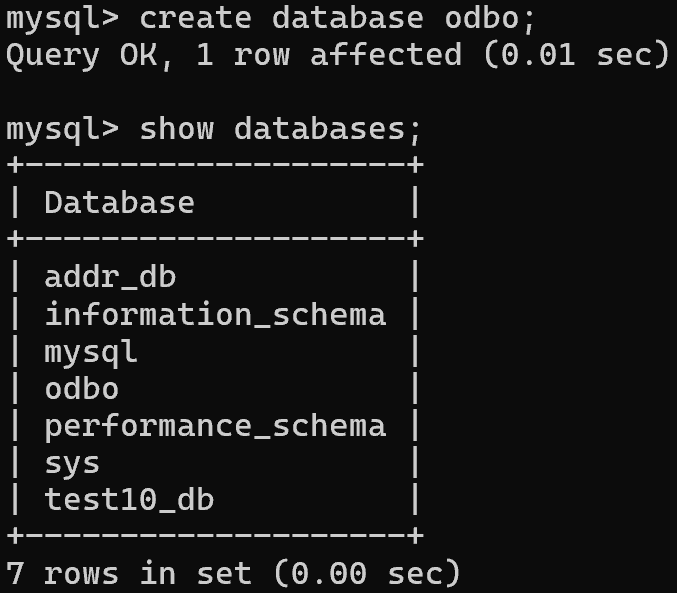 mysql> create database odbo;
Query OK, 1 row affected (0.01 sec)

mysql> show databases;
+--------------------+
| Database           |
+--------------------+
| addr_db            |
| information_schema |
| mysql              |
| odbo               |
| performance_schema |
| sys                |
| test10_db          |
+--------------------+
7 rows in set (0.00 sec)